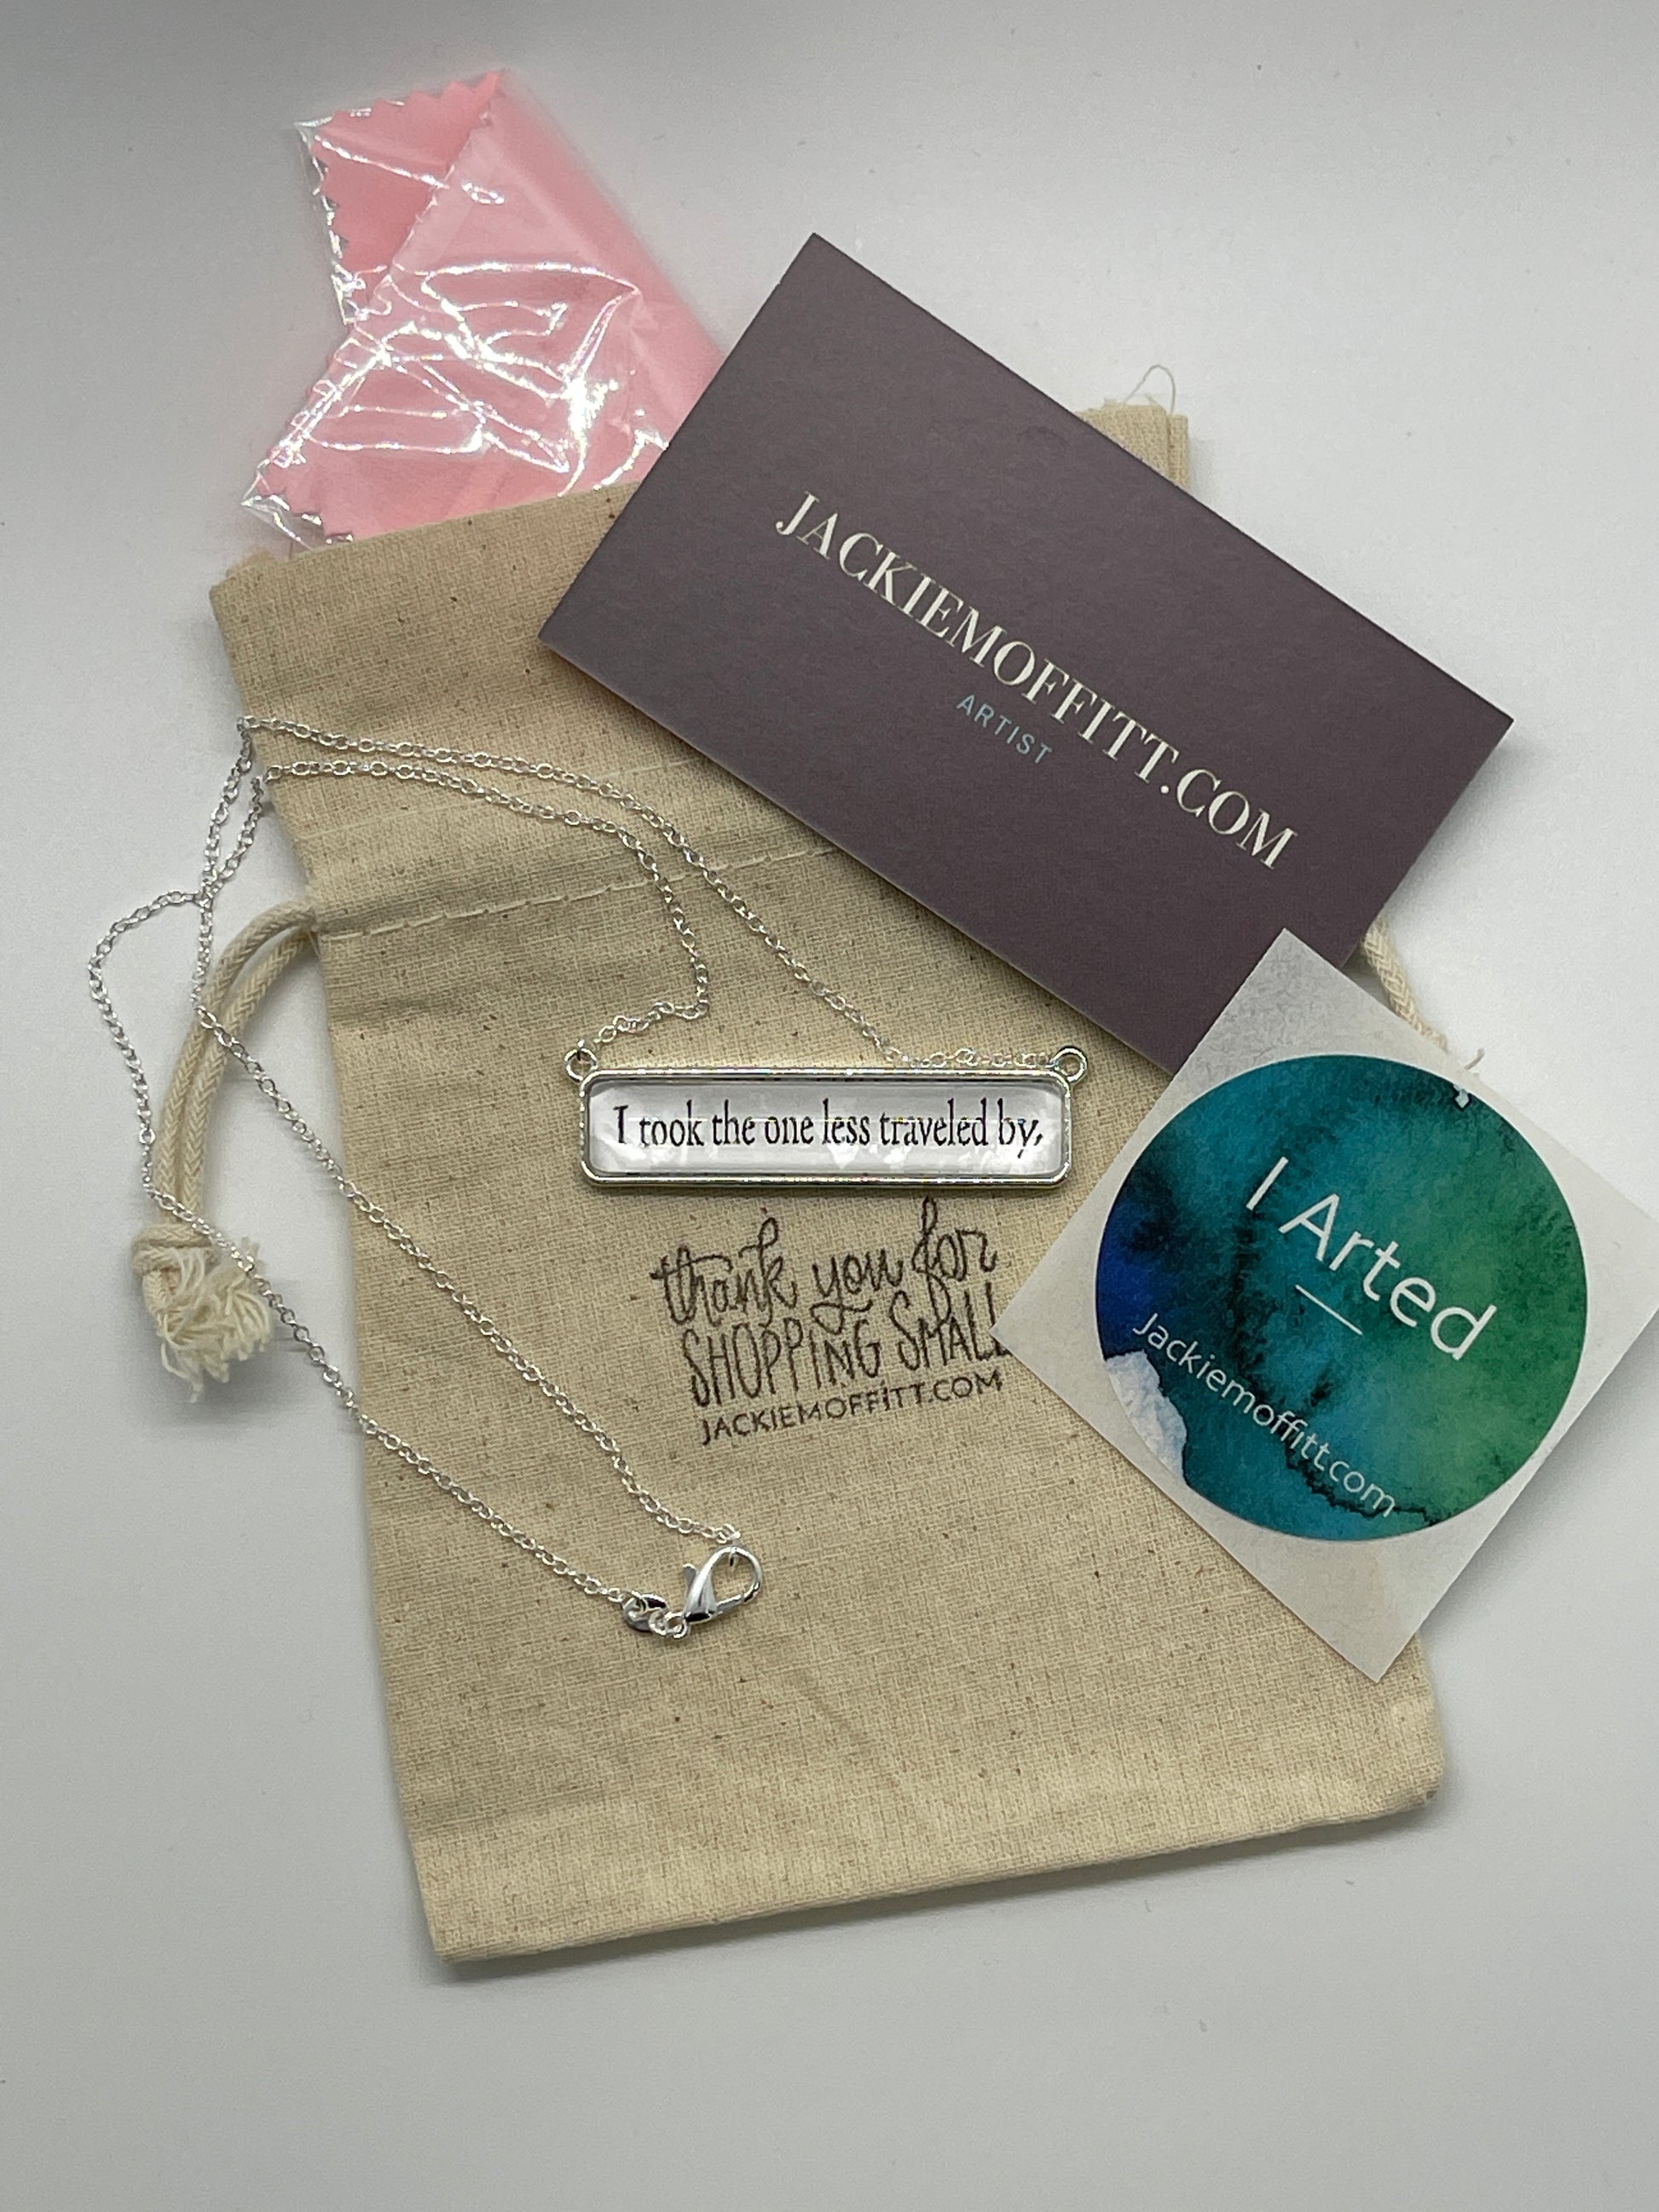 JACKIEMOFFITT.COM
ARTIST
I took the one less traveled by,
thank you for
SHOPPING SMALL
JACKIEMOFFITT.COM
I Arted
Jackiemoffitt.com